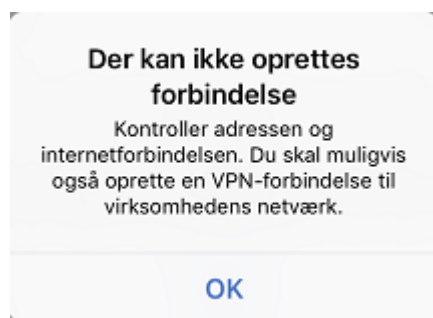 Der kan ikke oprettes
forbindelse
Kontroller adressen og
internetforbindelsen. Du skal muligvis
også oprette en VPN-forbindelse til
virksomhedens netværk.
OK